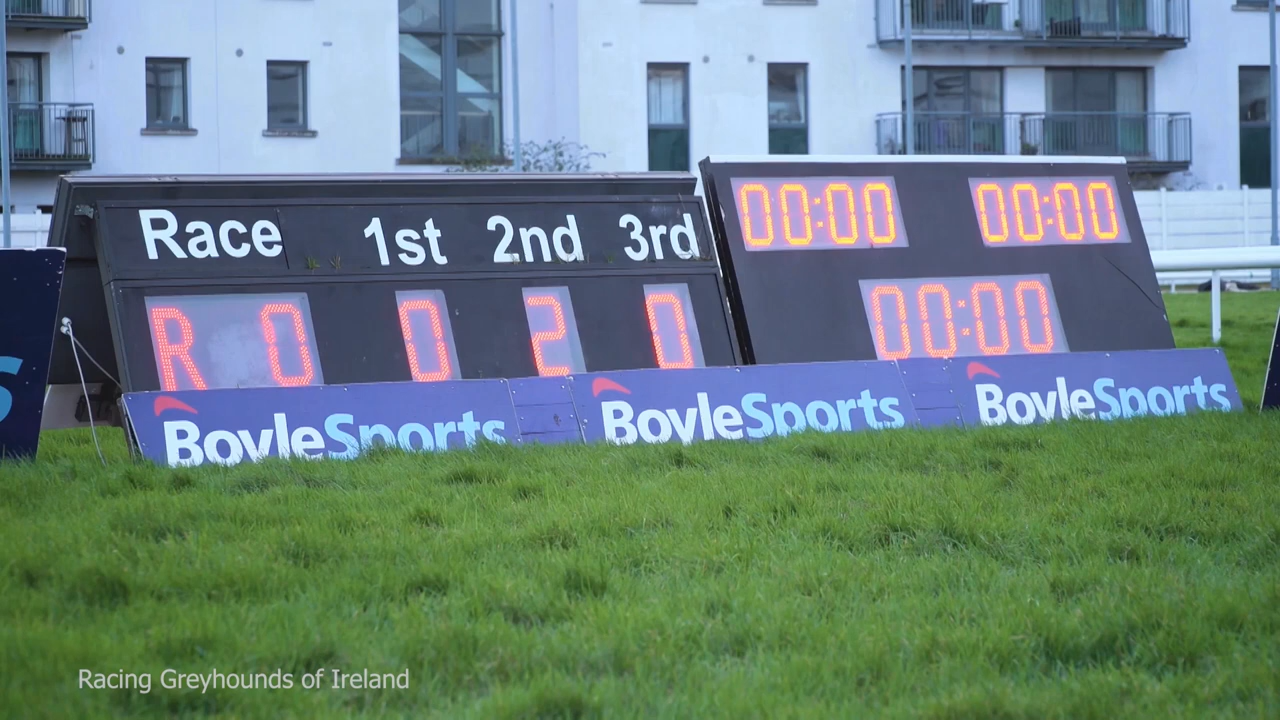 Race 1st 2nd 3rd
R 0 0 2 0
00:00 00:00
00:00
BoyleSports BoyleSports BoyleSports
s
Racing Greyhounds of Ireland